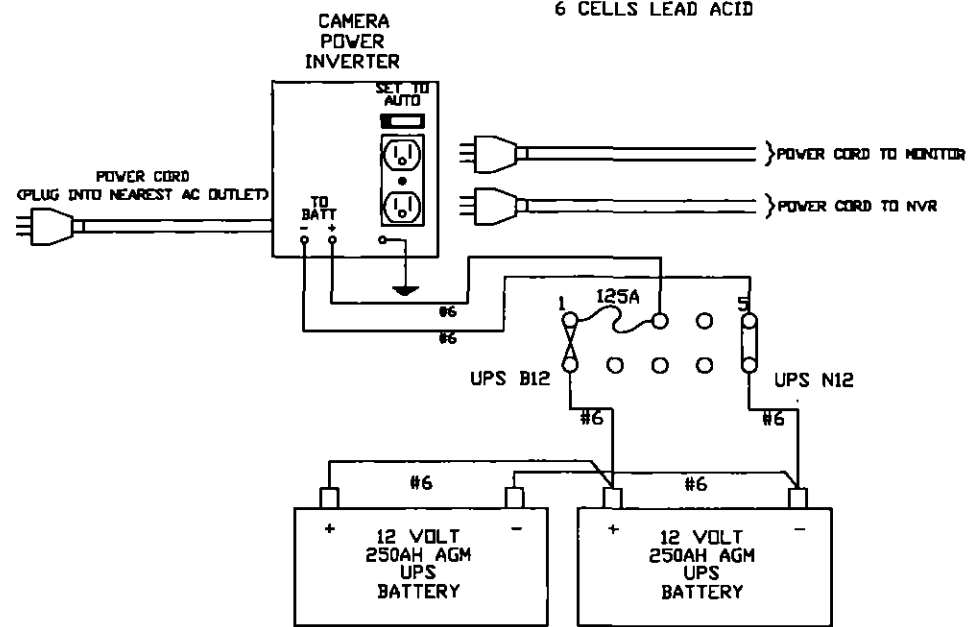 6 CELLS LEAD ACID
CAMERA
POWER
INVERTER
SET TO
AUTO
POWER CORD TO MONITOR
POWER CORD
(PLUG INTO NEAREST AC OUTLET)
POWER CORD TO NVR
TO
BATT
- +
#6
#6
1 125A 5
UPS B12
UPS N12
#6
#6
#6
#6
+ -
12 VOLT
250AH AGM
UPS
BATTERY
+ -
12 VOLT
250AH AGM
UPS
BATTERY